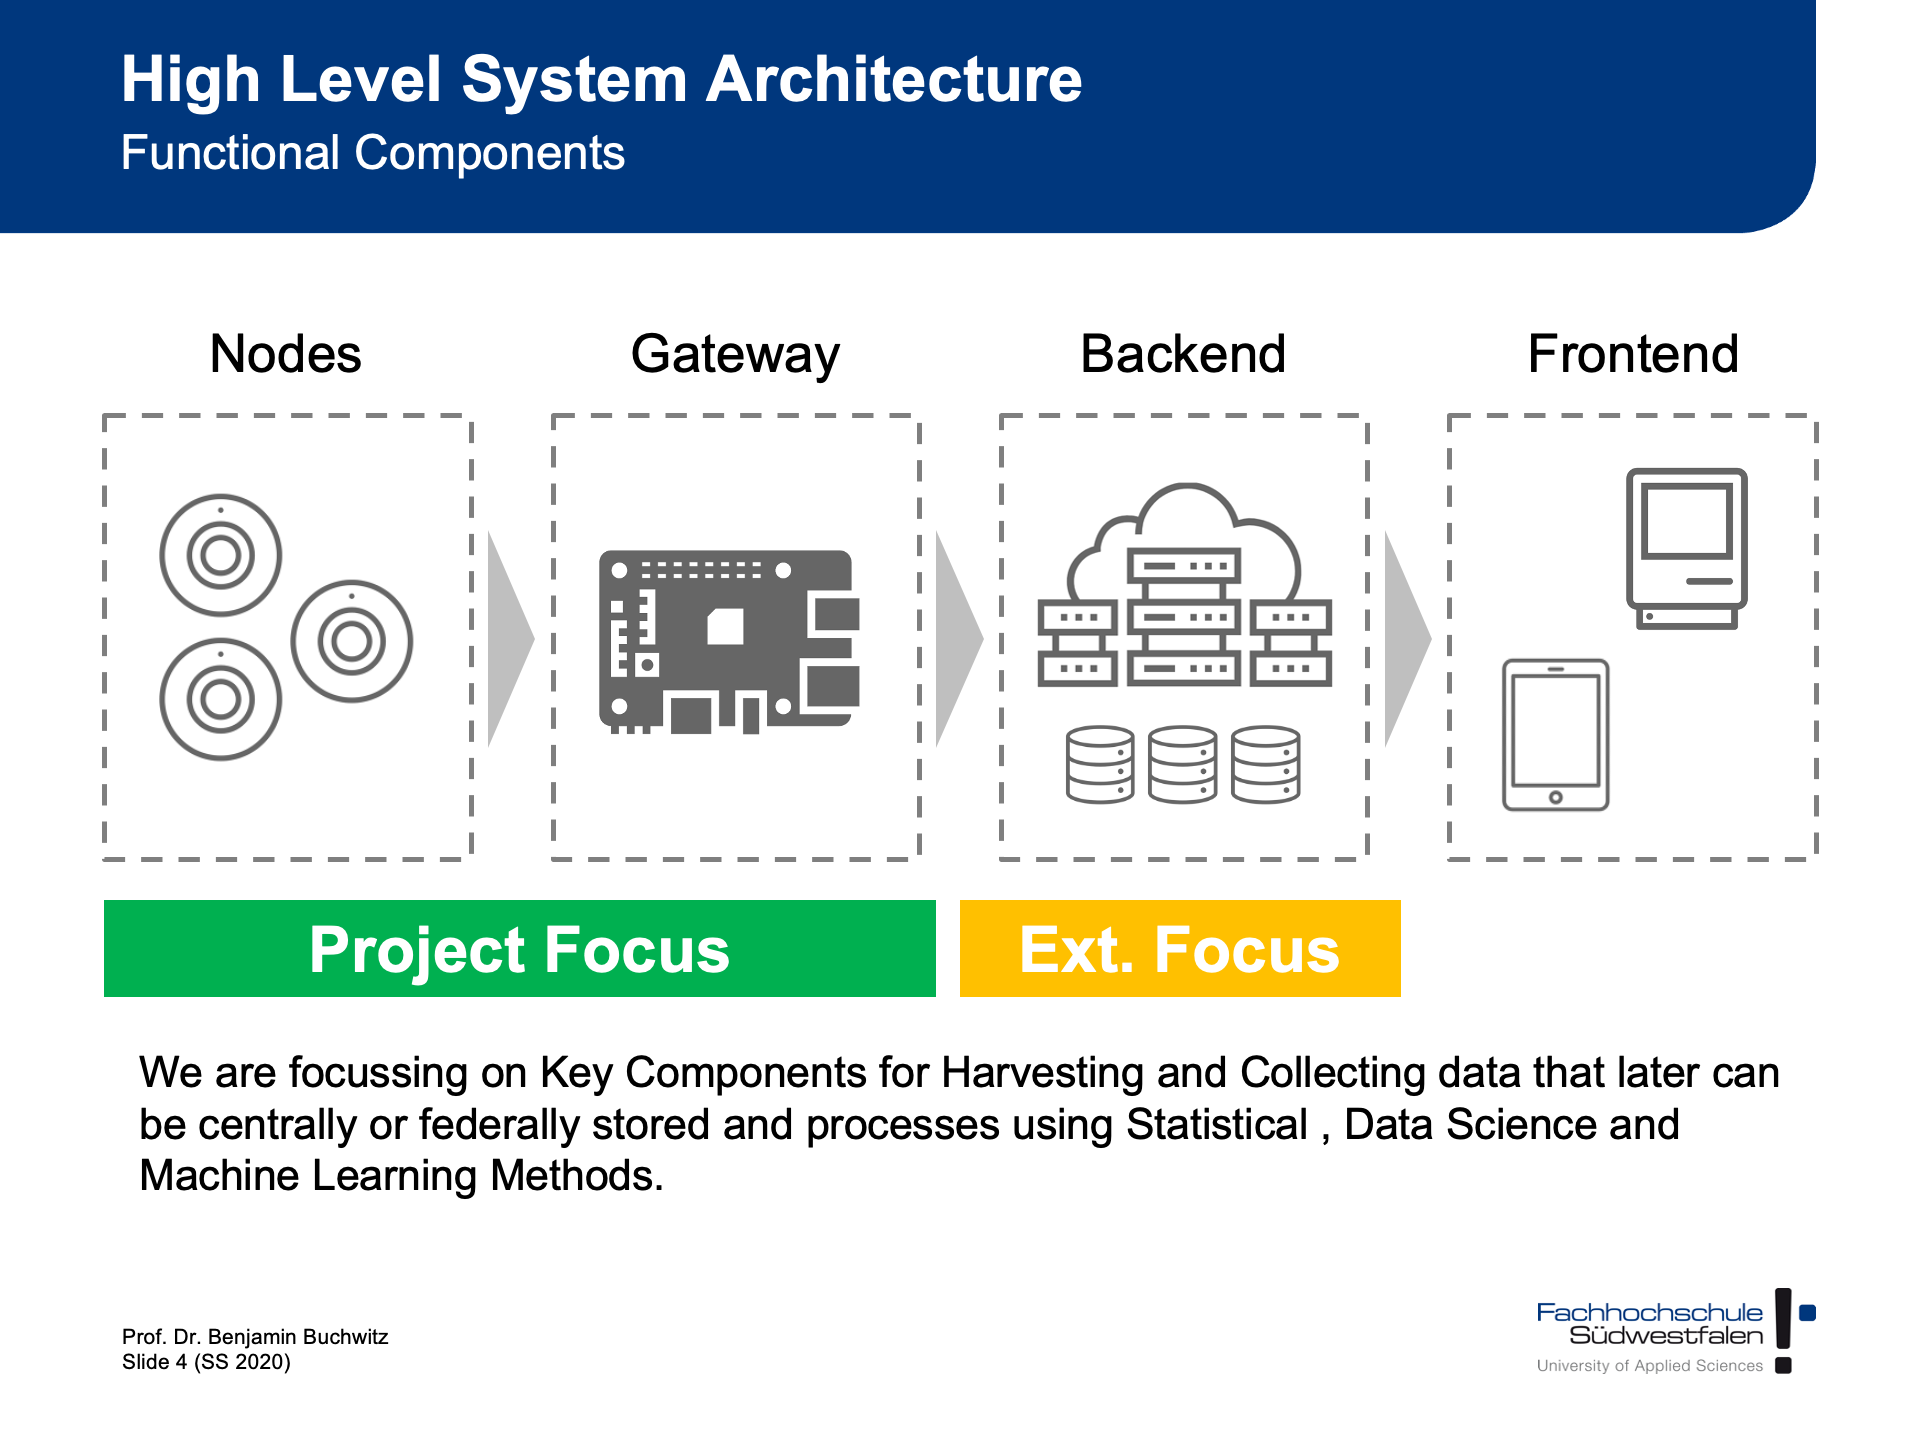 High Level System Architecture
Functional Components
Nodes
Gateway
Backend
Frontend
Project Focus
Ext. Focus
We are focussing on Key Components for Harvesting and Collecting data that later can
be centrally or federally stored and processes using Statistical , Data Science and
Machine Learning Methods.
Prof. Dr. Benjamin Buchwitz
Slide 4 (SS 2020)
Fachhochschule
Südwestfalen
University of Applied Sciences